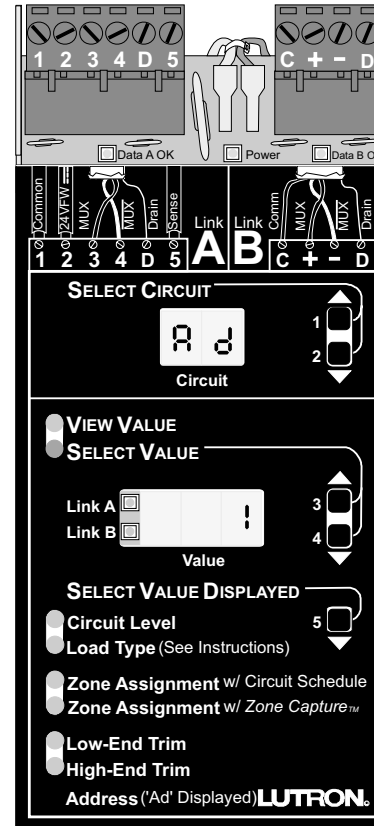 1 2 3 4 D 5 C + - D
Data A OK Power Data B O
Common 24VFW MUX MUX Drain Sense Link A Link B Comm MUX MUX Drain
1 2 3 4 D 5 C + - D
SELECT CIRCUIT
1
A d
2
Circuit
VIEW VALUE
SELECT VALUE
Link A 1 3
Link B 4
Value
SELECT VALUE DISPLAYED
Circuit Level 5
Load Type (See Instructions)
Zone Assignment w/ Circuit Schedule
Zone Assignment w/ Zone Capture™
Low-End Trim
High-End Trim
Address ('Ad' Displayed) LUTRON®